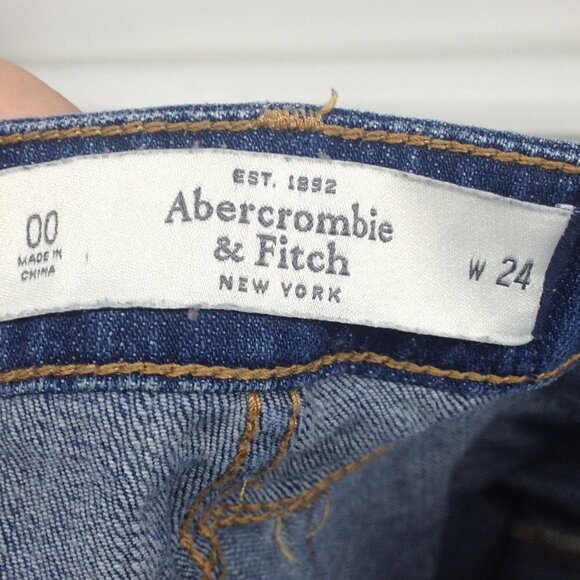 00
MADE IN
CHINA
EST. 1892
Abercrombie
& Fitch
NEW YORK
W 24